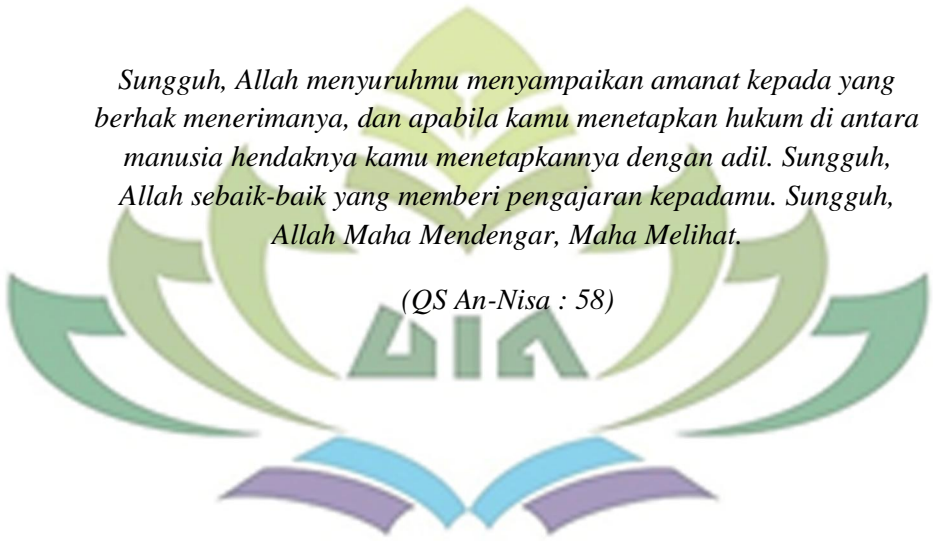 Sungguh, Allah menyuruhmu menyampaikan amanat kepada yang
berhak menerimanya, dan apabila kamu menetapkan hukum di antara
manusia hendaknya kamu menetapkannya dengan adil. Sungguh,
Allah sebaik-baik yang memberi pengajaran kepadamu. Sungguh,
Allah Maha Mendengar, Maha Melihat.
(QS An-Nisa : 58)
UIN